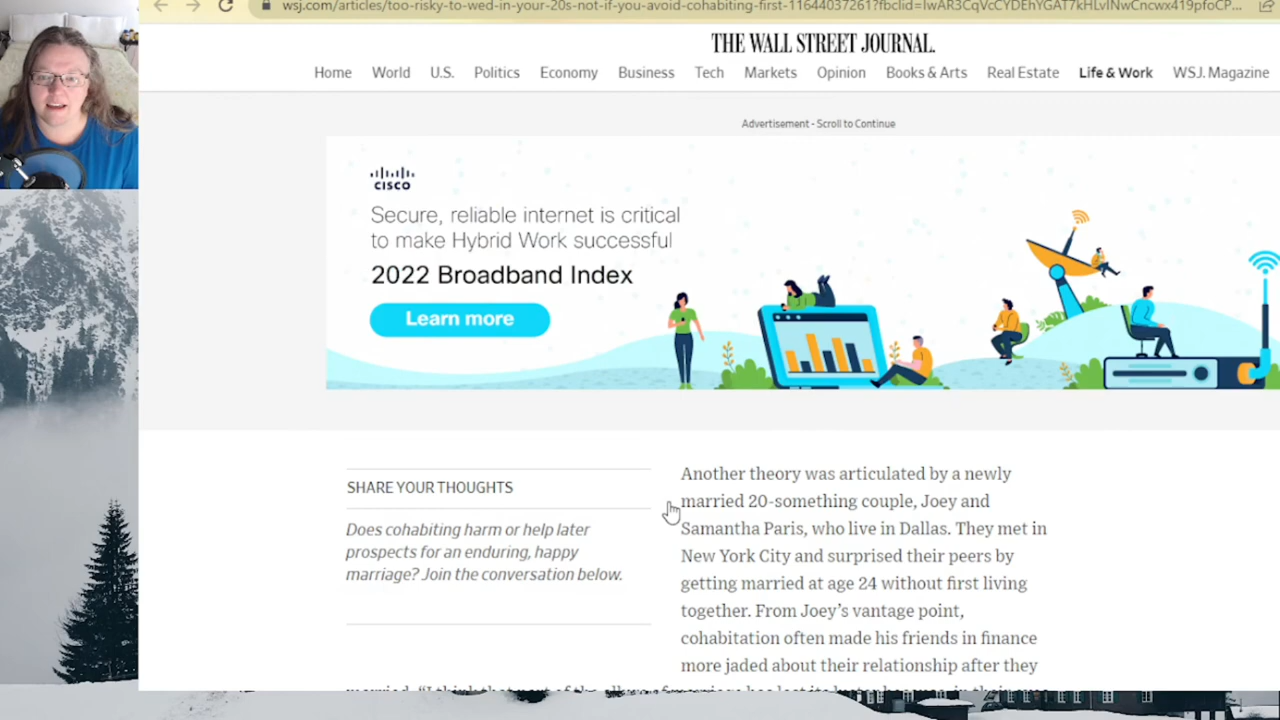 wsj.com/articles/too-risky-to-wed-in-your-20s-not-if-you-avoid-cohabiting-first-11644037261?fbclid=IwAR3CqVcCYDEhYGAT7kHLvINwCncwx419pfoCP...
THE WALL STREET JOURNAL.
Home World U.S. Politics Economy Business Tech Markets Opinion Books & Arts Real Estate Life & Work WSJ. Magazine
Advertisement - Scroll to Continue
CISCO
Secure, reliable internet is critical
to make Hybrid Work successful
2022 Broadband Index
Learn more
SHARE YOUR THOUGHTS
Does cohabiting harm or help later
prospects for an enduring, happy
marriage? Join the conversation below.
Another theory was articulated by a newly
married 20-something couple, Joey and
Samantha Paris, who live in Dallas. They met in
New York City and surprised their peers by
getting married at age 24 without first living
together. From Joey's vantage point,
cohabitation often made his friends in finance
more jaded about their relationship after they